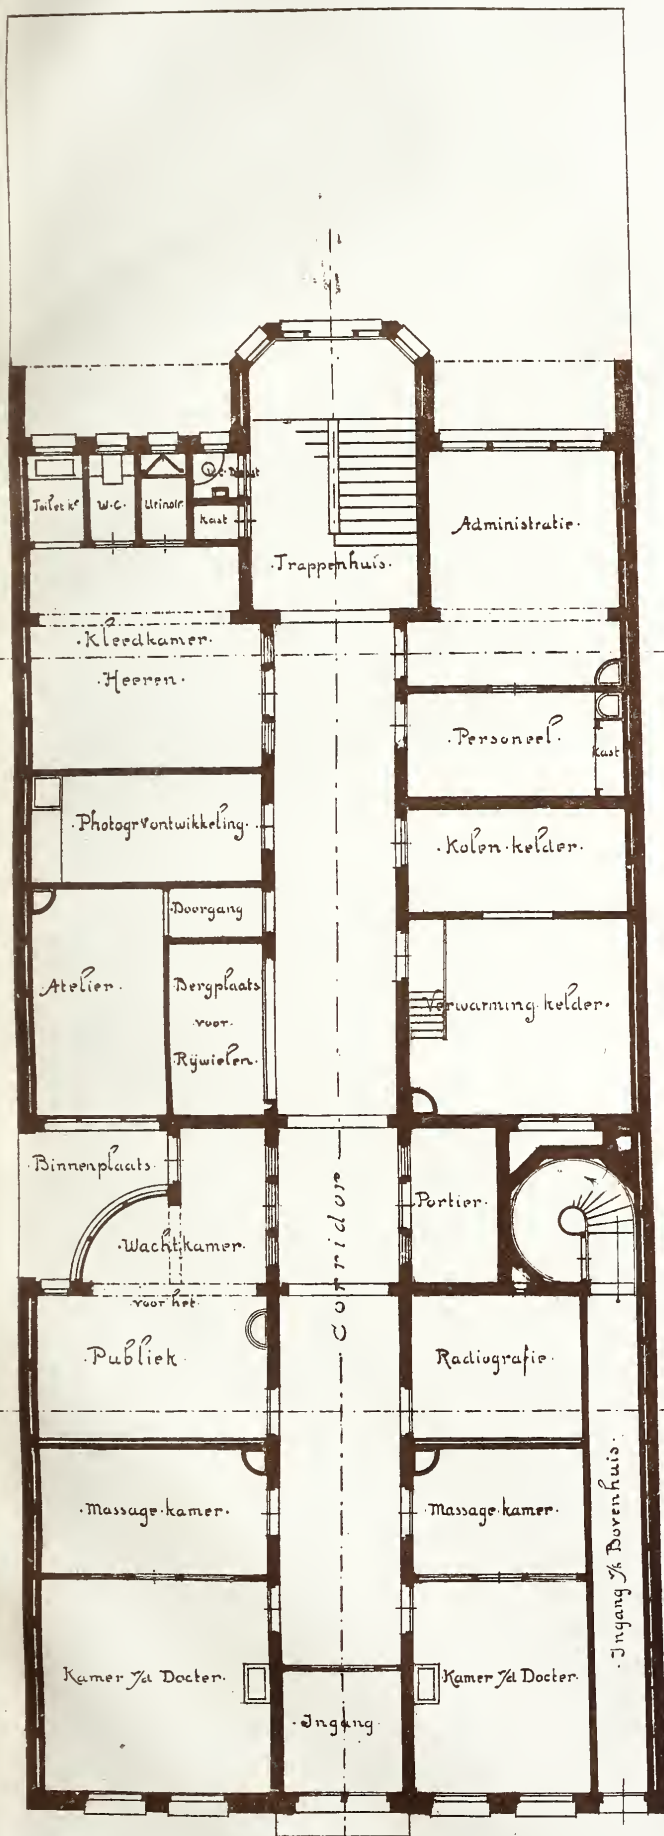 Toilet kr
W.C.
Urinoir.
W.C. Dienst
Kast
·Trappenhuis·
Administratie·
·Kleedkamer·
·Heeren·
·Personeel·
Kast
·Photogr. ontwikkeling·
·Kolen·kelder·
·Doorgang
Atelier·
Bergplaats
voor·
Rijwielen·
Verwarming·kelder·
Binnenplaats·
·Wachtkamer·
voor het·
·Publiek·
Corridor
Portier·
Radiografie·
·Massage·kamer·
·Massage·kamer·
·Ingang v/h Bovenhuis·
Kamer v/d Docter·
·Ingang·
Kamer v/d Docter·